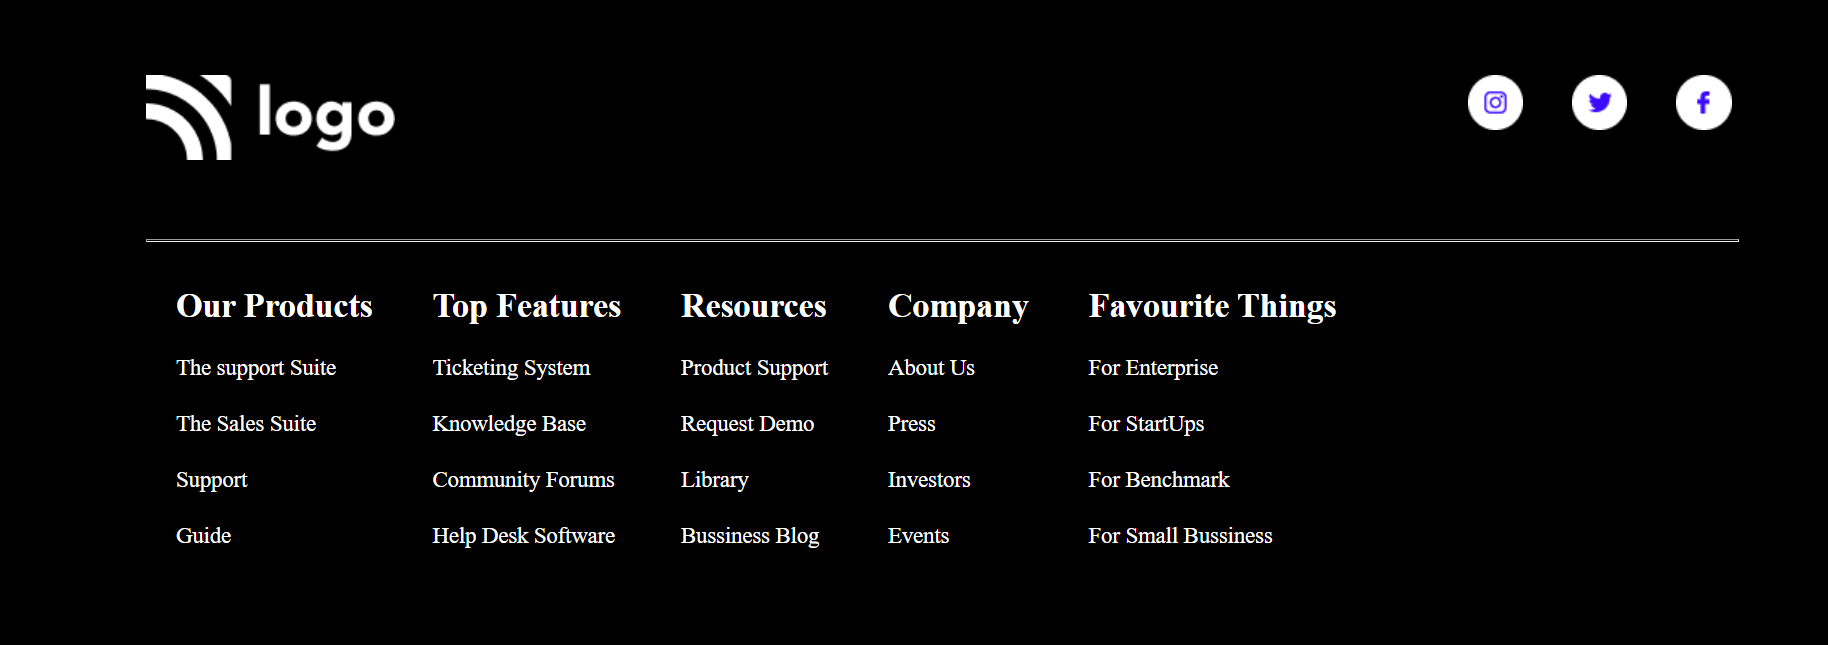 logo
Our Products Top Features Resources Company Favourite Things
The support Suite Ticketing System Product Support About Us For Enterprise
The Sales Suite Knowledge Base Request Demo Press For StartUps
Support Community Forums Library Investors For Benchmark
Guide Help Desk Software Bussiness Blog Events For Small Bussiness